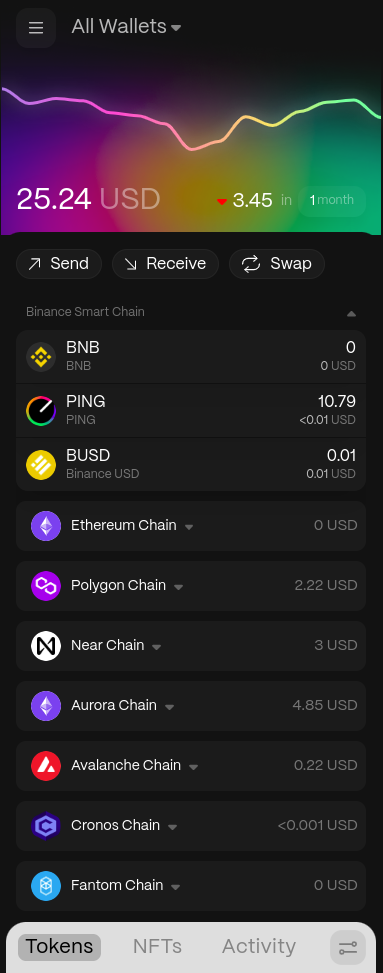 All Wallets
25.24 USD
3.45 in 1 month
Send
Receive
Swap
Binance Smart Chain
BNB 0
BNB 0 USD
PING 10.79
PING <0.01 USD
BUSD 0.01
Binance USD 0.01 USD
Ethereum Chain 0 USD
Polygon Chain 2.22 USD
Near Chain 3 USD
Aurora Chain 4.85 USD
Avalanche Chain 0.22 USD
Cronos Chain <0.001 USD
Fantom Chain 0 USD
Tokens NFTs Activity